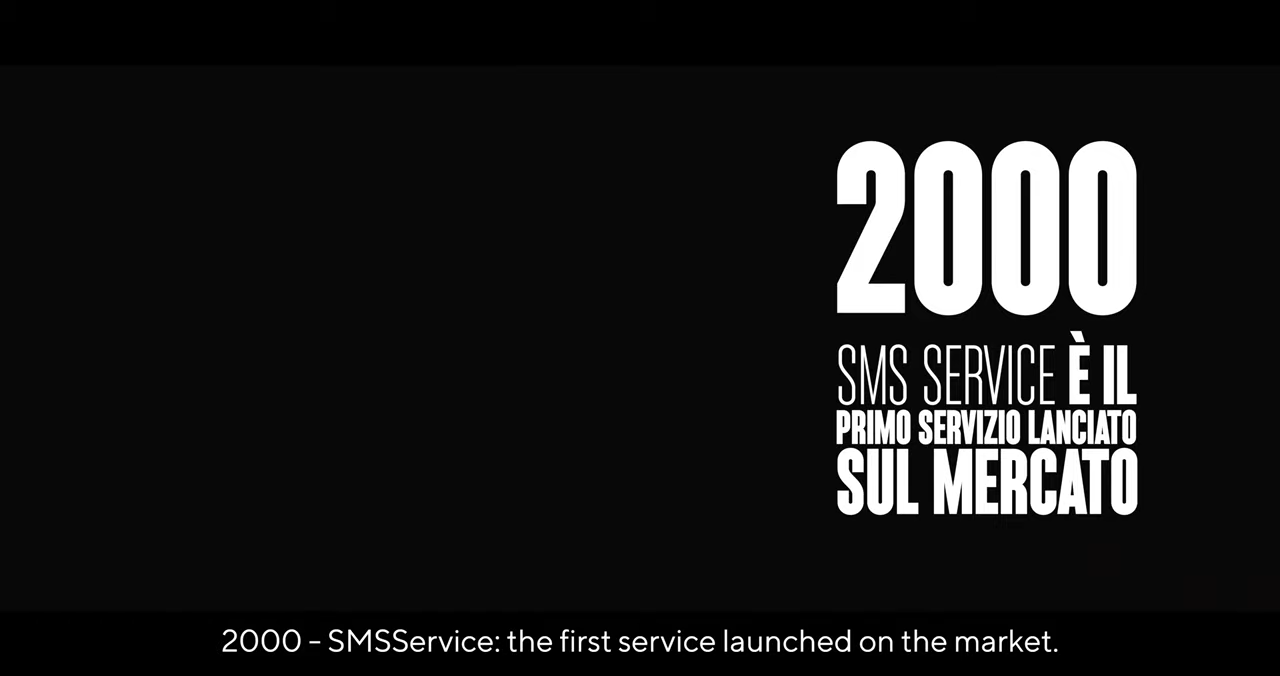 2000
SMS SERVICE È IL
PRIMO SERVIZIO LANCIATO
SUL MERCATO
2000 - SMSService: the first service launched on the market.